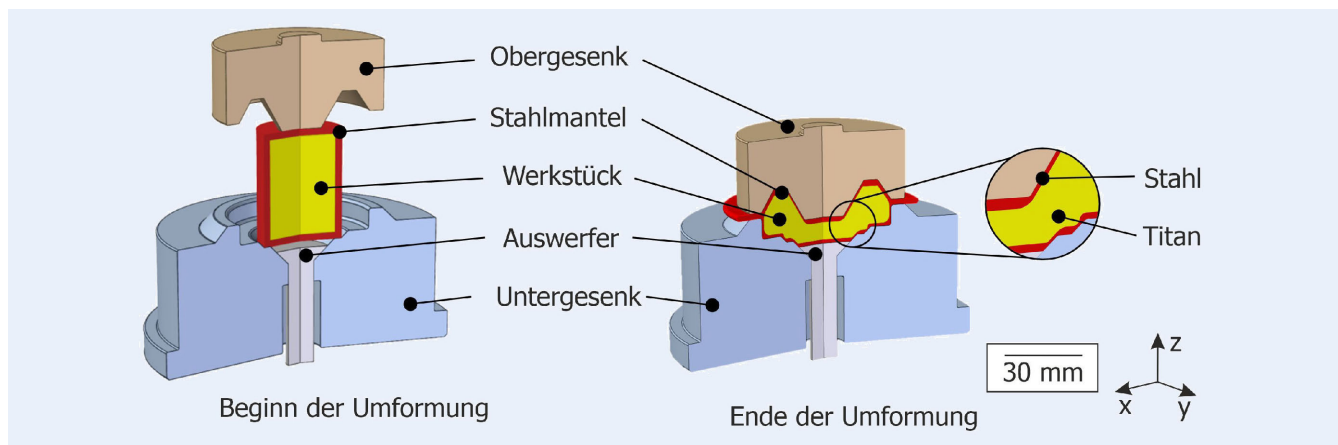 Obergesenk
Stahlmantel
Werkstück
Auswerfer
Untergesenk
Stahl
Titan
30 mm
z
x
y
Beginn der Umformung
Ende der Umformung